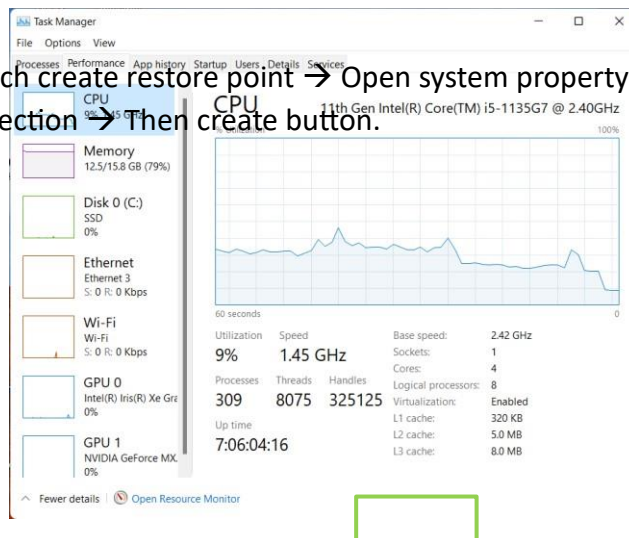 Task Manager
File Options View
Processes Performance App history Startup Users Details Services
ch create restore point → Open system property
ection → Then create button.
CPU
9% 1.45 GHz
Memory
12.5/15.8 GB (79%)
Disk 0 (C:)
SSD
0%
Ethernet
Ethernet 3
S: 0 R: 0 Kbps
Wi-Fi
Wi-Fi
S: 0 R: 0 Kbps
GPU 0
Intel(R) Iris(R) Xe Gra
0%
GPU 1
NVIDIA GeForce MX.
0%
CPU 11th Gen Intel(R) Core(TM) i5-1135G7 @ 2.40GHz
% Utilization 100%
60 seconds 0
Utilization Speed
9% 1.45 GHz
Processes Threads Handles
309 8075 325125
Up time
7:06:04:16
Base speed: 2.42 GHz
Sockets: 1
Cores: 4
Logical processors: 8
Virtualization: Enabled
L1 cache: 320 KB
L2 cache: 5.0 MB
L3 cache: 8.0 MB
Fewer details Open Resource Monitor